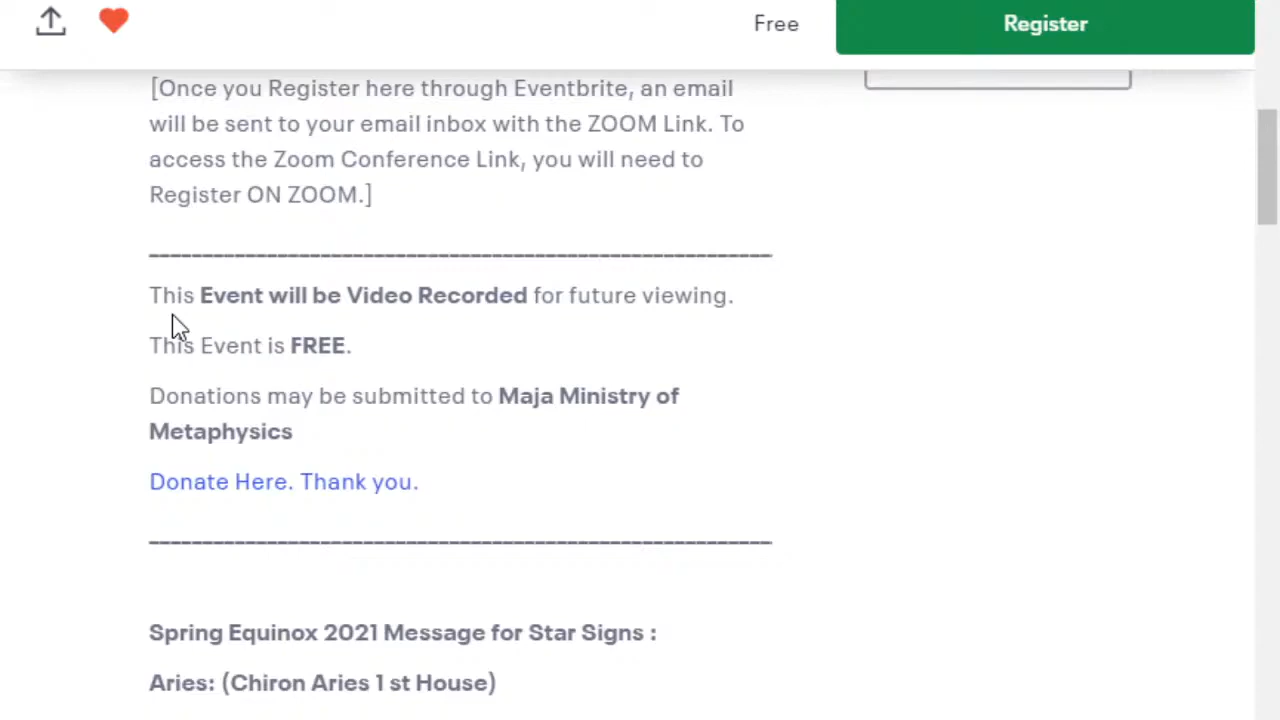 Free
Register
[Once you Register here through Eventbrite, an email
will be sent to your email inbox with the ZOOM Link. To
access the Zoom Conference Link, you will need to
Register ON ZOOM.]
This Event will be Video Recorded for future viewing.
This Event is FREE.
Donations may be submitted to Maja Ministry of
Metaphysics
Donate Here. Thank you.
Spring Equinox 2021 Message for Star Signs :
Aries: (Chiron Aries 1 st House)